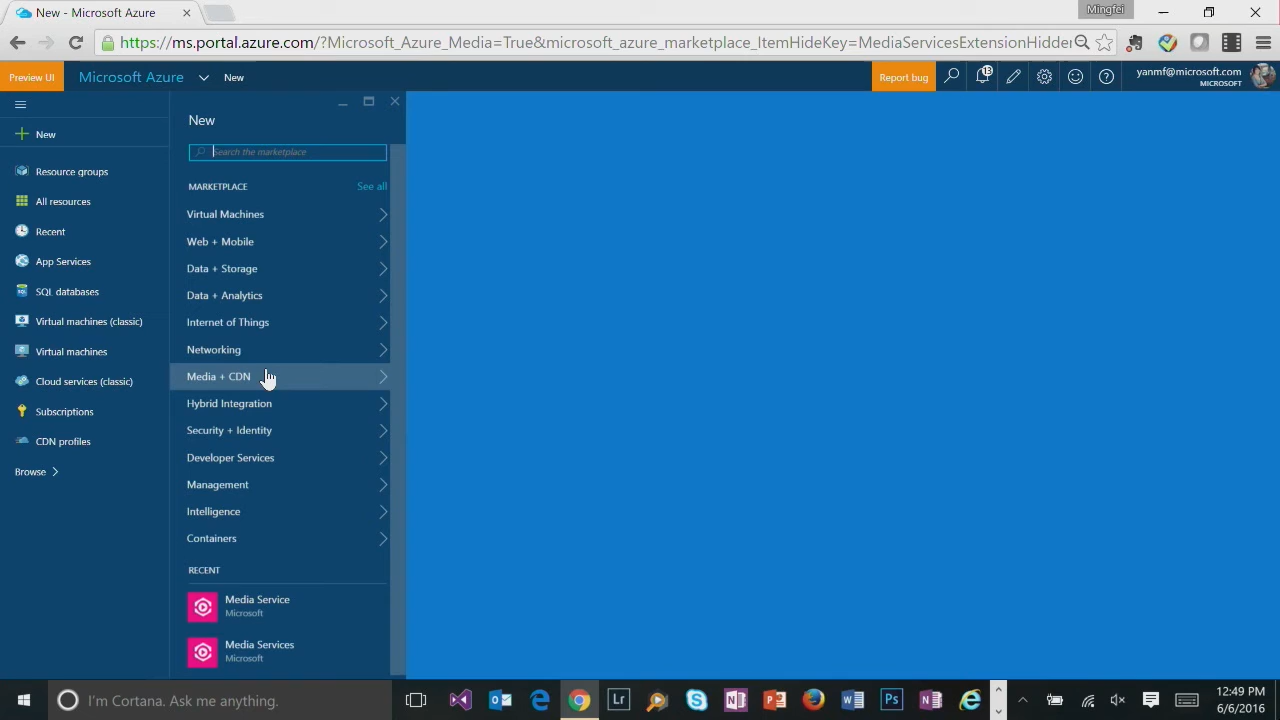 New - Microsoft Azure
Mingfei
https://ms.portal.azure.com/?Microsoft_Azure_Media=True&microsoft_azure_marketplace_ItemHideKey=MediaServicesExtensionHidden
Preview UI
Microsoft Azure
New
Report bug
13
yanmf@microsoft.com
MICROSOFT
New
Resource groups
All resources
Recent
App Services
SQL databases
Virtual machines (classic)
Virtual machines
Cloud services (classic)
Subscriptions
CDN profiles
Browse
New
Search the marketplace
MARKETPLACE
See all
Virtual Machines
Web + Mobile
Data + Storage
Data + Analytics
Internet of Things
Networking
Media + CDN
Hybrid Integration
Security + Identity
Developer Services
Management
Intelligence
Containers
RECENT
Media Service
Microsoft
Media Services
Microsoft
I'm Cortana. Ask me anything.
Lr
Ps
12:49 PM
6/6/2016